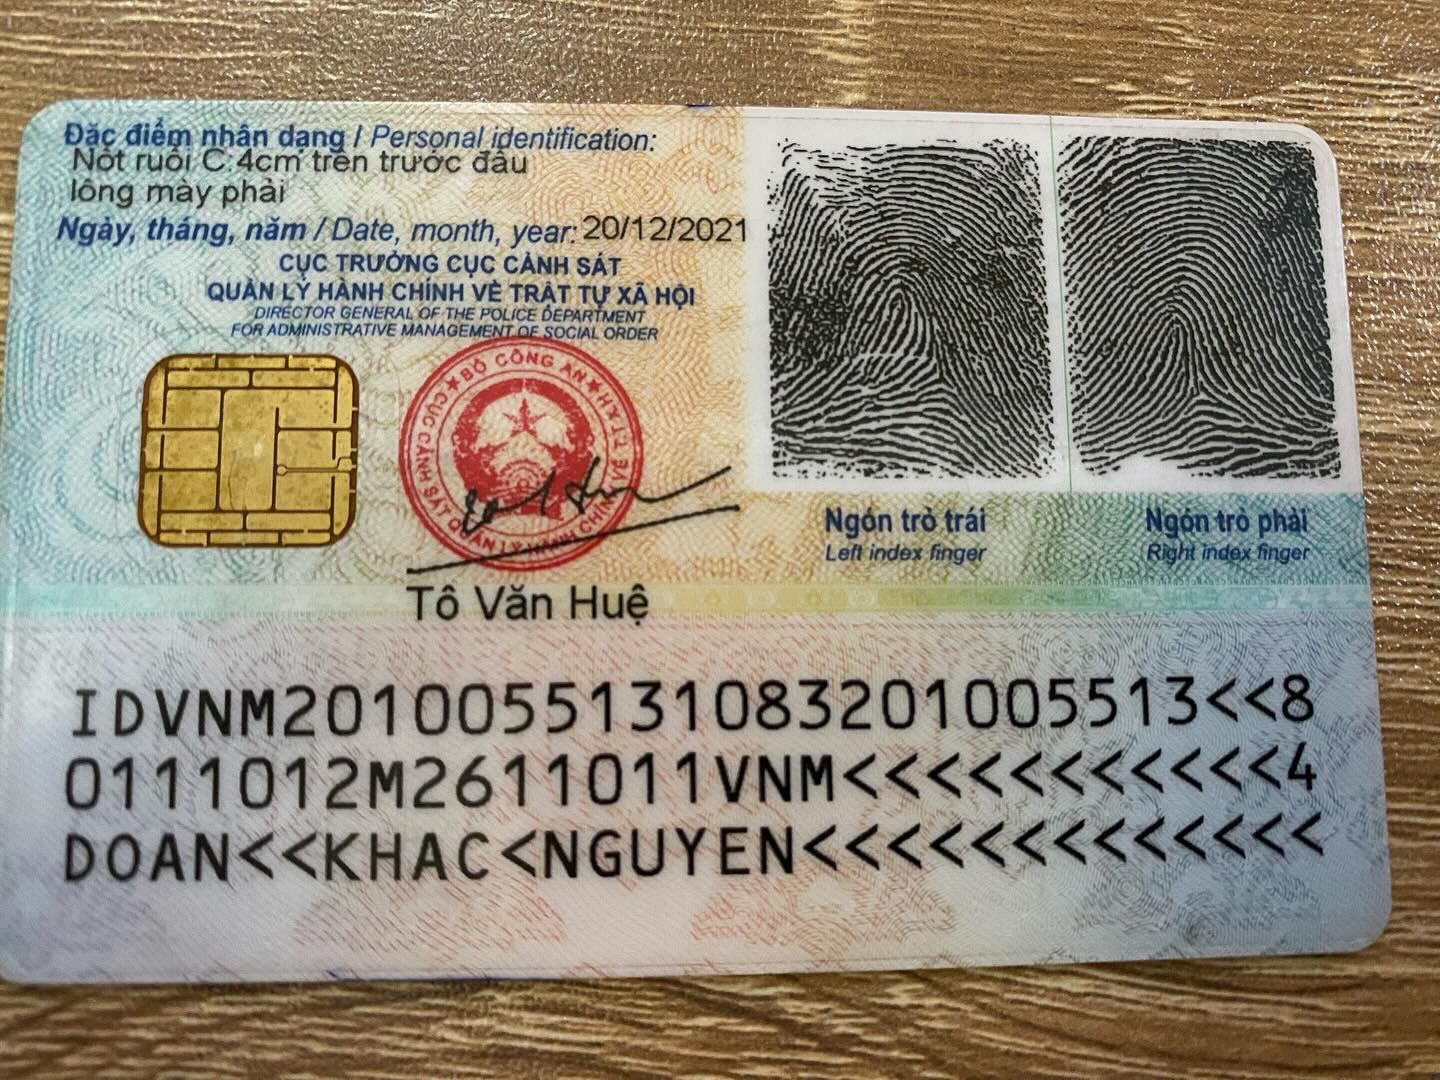 Đặc điểm nhân dạng / Personal identification:
Nốt ruồi C:4cm trên trước đầu
lông mày phải
Ngày, tháng, năm / Date, month, year: 20/12/2021
CỤC TRƯỞNG CỤC CẢNH SÁT
QUẢN LÝ HÀNH CHÍNH VỀ TRẬT TỰ XÃ HỘI
DIRECTOR GENERAL OF THE POLICE DEPARTMENT
FOR ADMINISTRATIVE MANAGEMENT OF SOCIAL ORDER
BỘ CÔNG AN
CỤC CẢNH SÁT QUẢN LÝ HÀNH CHÍNH VỀ TTXH
Tô Văn Huệ
Ngón trỏ trái
Left index finger
Ngón trỏ phải
Right index finger
IDVNM2010055131083201005513<<8
0111012M2611011VNM<<<<<<<<<<<4
DOAN<<KHAC<NGUYEN<<<<<<<<<<<<<